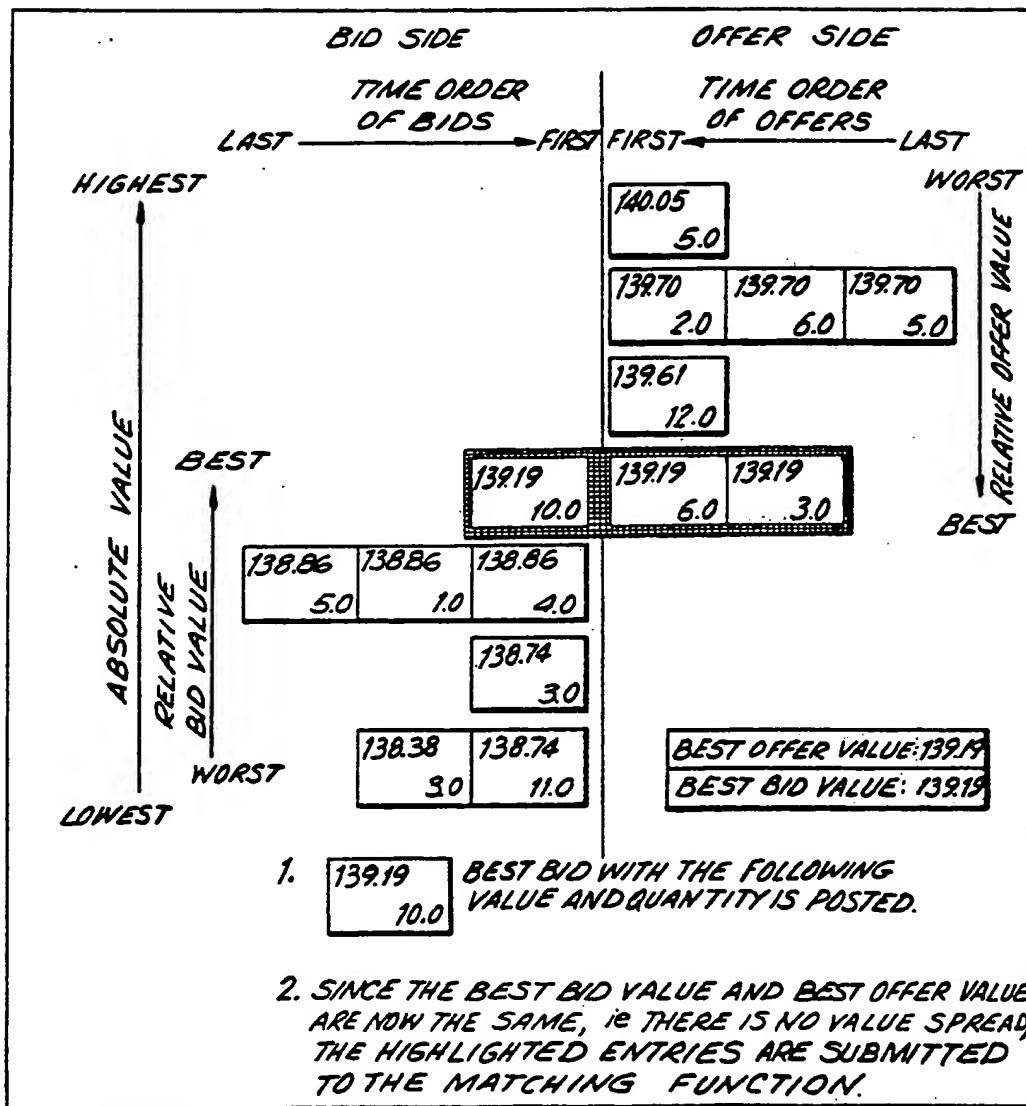 BID SIDE OFFER SIDE
TIME ORDER OF BIDS
TIME ORDER OF OFFERS
LAST FIRST FIRST LAST
HIGHEST
WORST
140.05
5.0
139.70 139.70 139.70
2.0 6.0 5.0
139.61
12.0
RELATIVE OFFER VALUE
BEST
139.19 139.19 139.19
10.0 6.0 3.0
BEST
138.86 138.86 138.86
5.0 1.0 4.0
ABSOLUTE VALUE
RELATIVE
BID VALUE
138.74
3.0
138.38 138.74
3.0 11.0
WORST
LOWEST
BEST OFFER VALUE: 139.19
BEST BID VALUE: 139.19
1. 139.19
10.0
BEST BID WITH THE FOLLOWING
VALUE AND QUANTITY IS POSTED.
2. SINCE THE BEST BID VALUE AND BEST OFFER VALUE
ARE NOW THE SAME, ie THERE IS NO VALUE SPREAD,
THE HIGHLIGHTED ENTRIES ARE SUBMITTED
TO THE MATCHING FUNCTION.